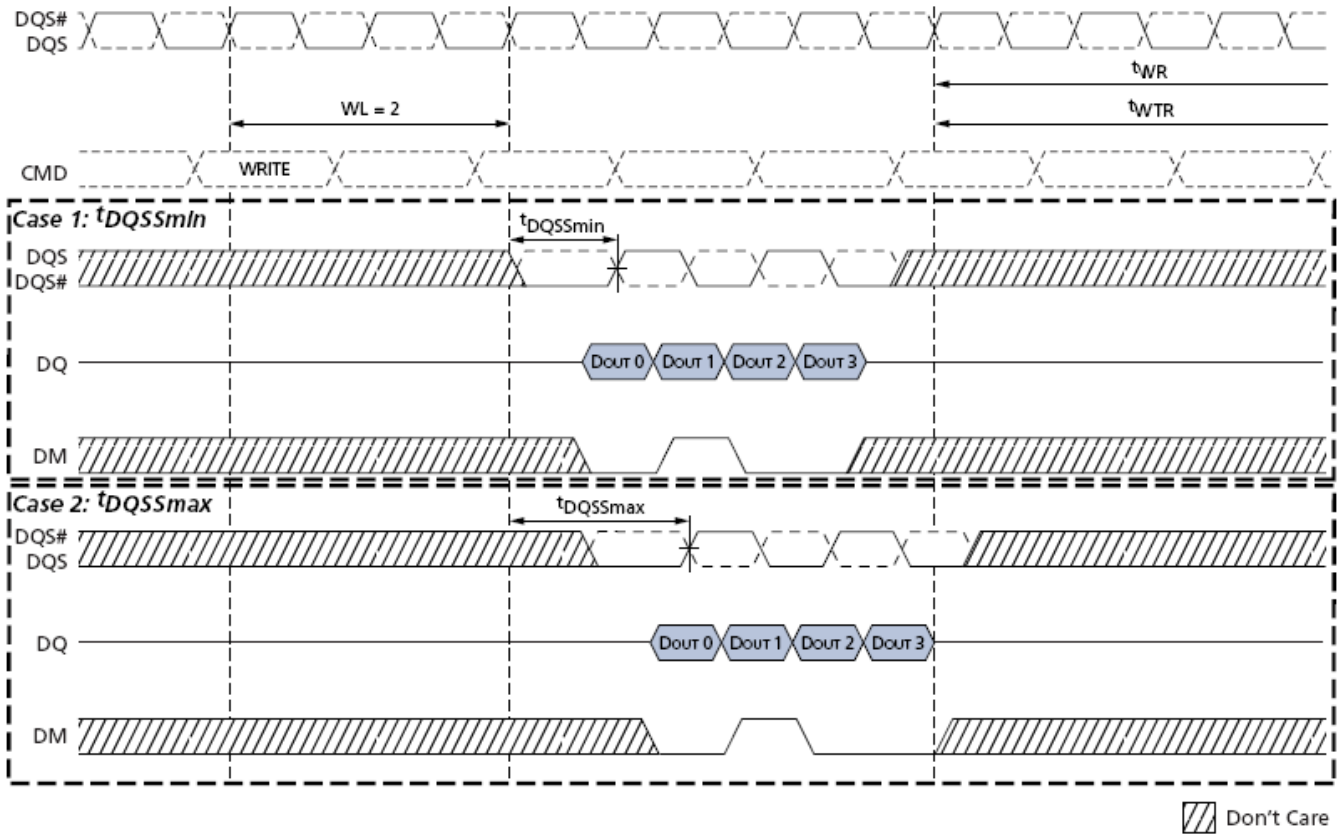 DQS#
DQS
tWR
WL = 2
tWTR
CMD
WRITE
Case 1: tDQSSmin
tDQSSmin
DQS
DQS#
DQ
DOUT 0 DOUT 1 DOUT 2 DOUT 3
DM
Case 2: tDQSSmax
tDQSSmax
DQS#
DQS
DQ
DOUT 0 DOUT 1 DOUT 2 DOUT 3
DM
Don't Care